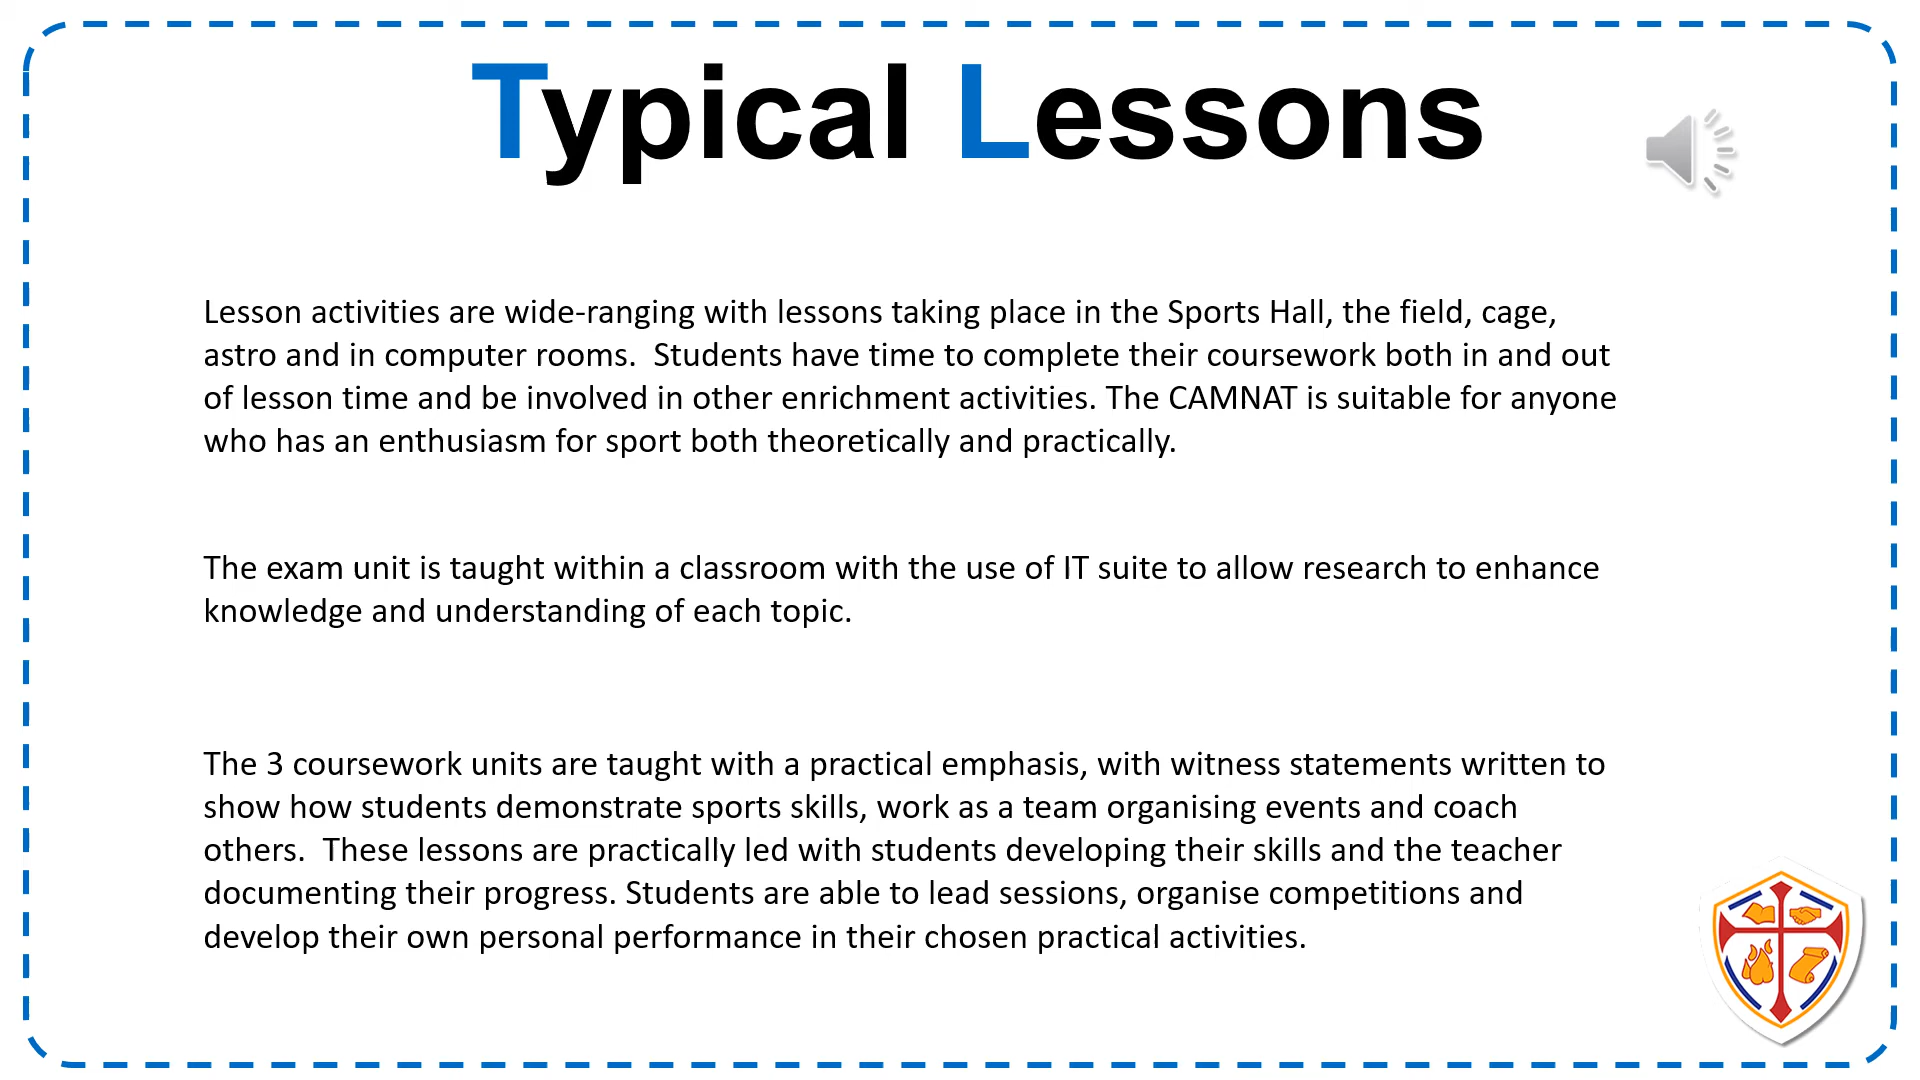 Typical Lessons
Lesson activities are wide-ranging with lessons taking place in the Sports Hall, the field, cage,
astro and in computer rooms.  Students have time to complete their coursework both in and out
of lesson time and be involved in other enrichment activities. The CAMNAT is suitable for anyone
who has an enthusiasm for sport both theoretically and practically.
The exam unit is taught within a classroom with the use of IT suite to allow research to enhance
knowledge and understanding of each topic.
The 3 coursework units are taught with a practical emphasis, with witness statements written to
show how students demonstrate sports skills, work as a team organising events and coach
others.  These lessons are practically led with students developing their skills and the teacher
documenting their progress. Students are able to lead sessions, organise competitions and
develop their own personal performance in their chosen practical activities.